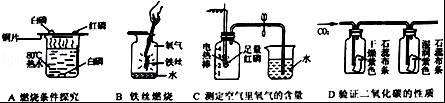 白磷
红磷
铜片
80℃
热水
白磷
A 燃烧条件探究
氧气
铁丝
水
B 铁丝燃烧
电热棒
足量红磷
水
C 测定空气里氧气的含量
CO₂
干燥紫色石蕊布条
湿润紫色石蕊布条
D 验证二氧化碳的性质